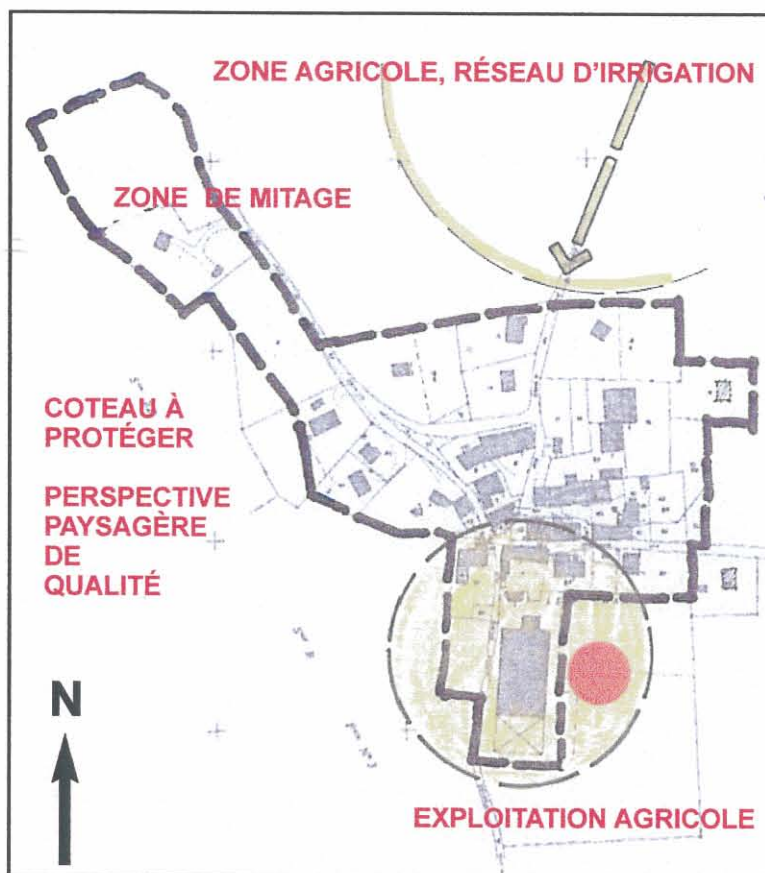 ZONE AGRICOLE, RÉSEAU D'IRRIGATION
ZONE DE MITAGE
COTEAU À
PROTÉGER
PERSPECTIVE
PAYSAGÈRE
DE
QUALITÉ
N
EXPLOITATION AGRICOLE